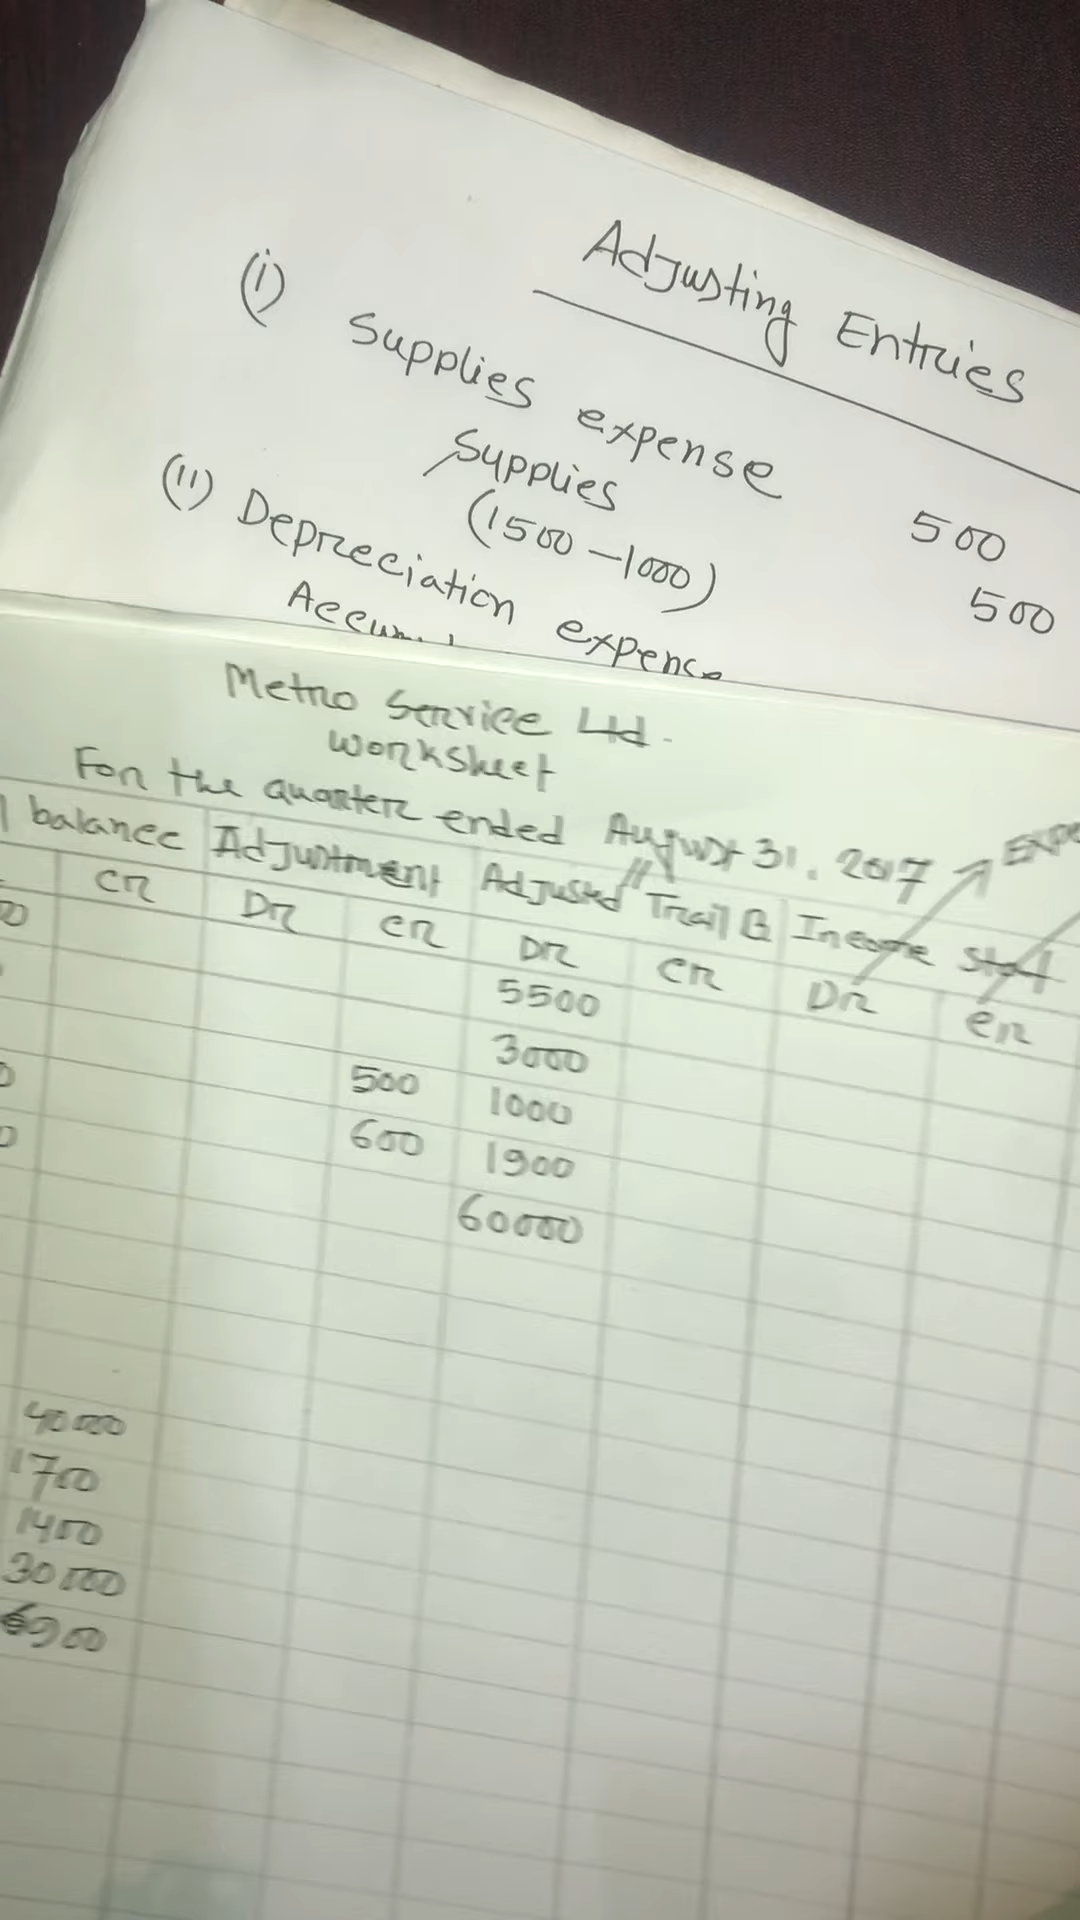 Adjusting Entries
(i) Supplies expense 500
Supplies 500
(1500-1000)
(ii) Depreciation expense
Metro Service Ltd.
Worksheet
For the quarter ended August 31, 2017
balance Adjustment Adjusted Trail B Income Stat
Cr Dr Cr Dr Cr Dr Cr
5500
3000
500 1000
600 1900
60000
40000
1700
1400
30000
6900